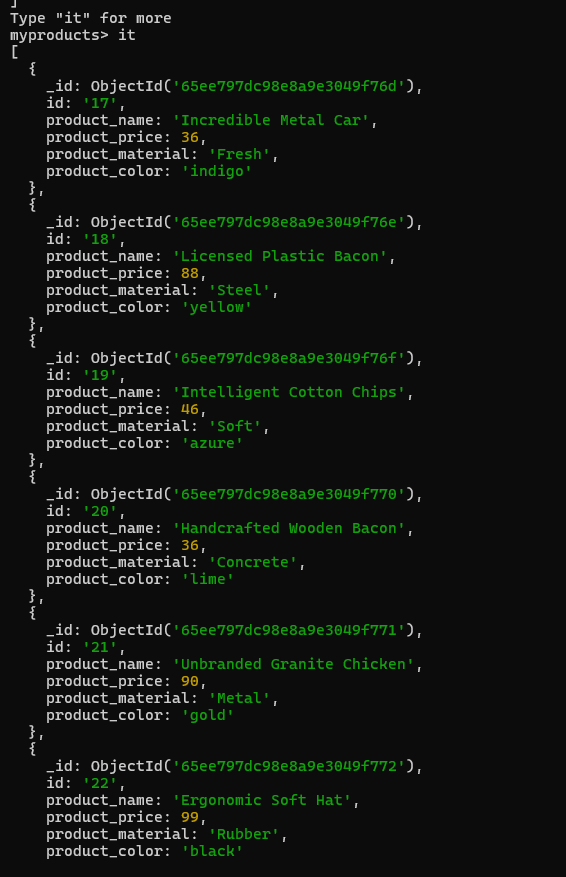 ]
Type "it" for more
myproducts> it
[
  {
    _id: ObjectId('65ee797dc98e8a9e3049f76d'),
    id: '17',
    product_name: 'Incredible Metal Car',
    product_price: 36,
    product_material: 'Fresh',
    product_color: 'indigo'
  },
  {
    _id: ObjectId('65ee797dc98e8a9e3049f76e'),
    id: '18',
    product_name: 'Licensed Plastic Bacon',
    product_price: 88,
    product_material: 'Steel',
    product_color: 'yellow'
  },
  {
    _id: ObjectId('65ee797dc98e8a9e3049f76f'),
    id: '19',
    product_name: 'Intelligent Cotton Chips',
    product_price: 46,
    product_material: 'Soft',
    product_color: 'azure'
  },
  {
    _id: ObjectId('65ee797dc98e8a9e3049f770'),
    id: '20',
    product_name: 'Handcrafted Wooden Bacon',
    product_price: 36,
    product_material: 'Concrete',
    product_color: 'lime'
  },
  {
    _id: ObjectId('65ee797dc98e8a9e3049f771'),
    id: '21',
    product_name: 'Unbranded Granite Chicken',
    product_price: 90,
    product_material: 'Metal',
    product_color: 'gold'
  },
  {
    _id: ObjectId('65ee797dc98e8a9e3049f772'),
    id: '22',
    product_name: 'Ergonomic Soft Hat',
    product_price: 99,
    product_material: 'Rubber',
    product_color: 'black'